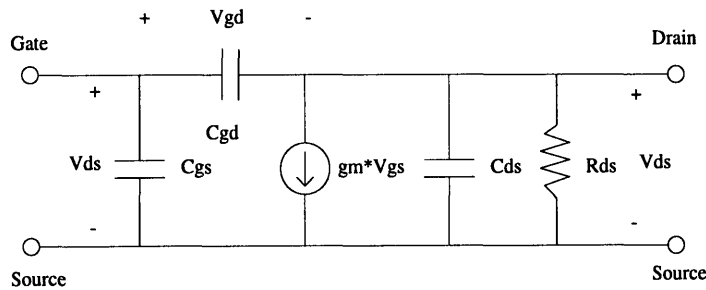 + Vgd -
Gate
Drain
+ +
Cgd
Vds Cgs gm*Vgs Cds Rds Vds
- -
Source
Source